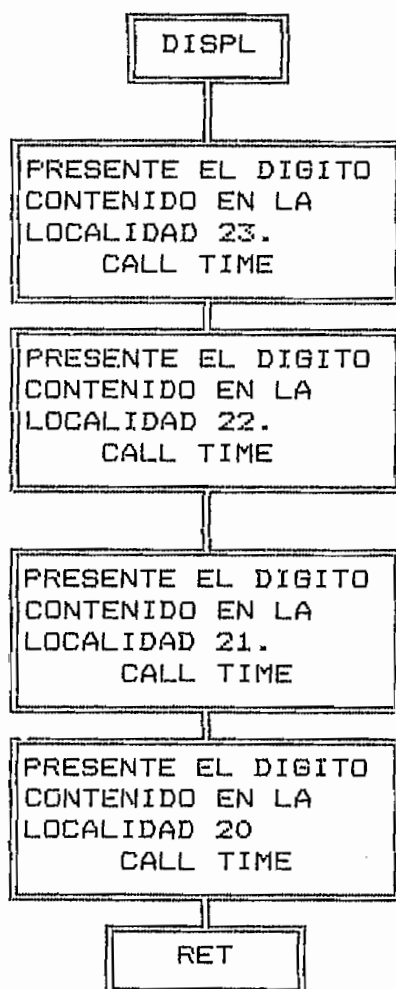 DISPL
PRESENTE EL DIGITO
CONTENIDO EN LA
LOCALIDAD 23.
CALL TIME
PRESENTE EL DIGITO
CONTENIDO EN LA
LOCALIDAD 22.
CALL TIME
PRESENTE EL DIGITO
CONTENIDO EN LA
LOCALIDAD 21.
CALL TIME
PRESENTE EL DIGITO
CONTENIDO EN LA
LOCALIDAD 20
CALL TIME
RET